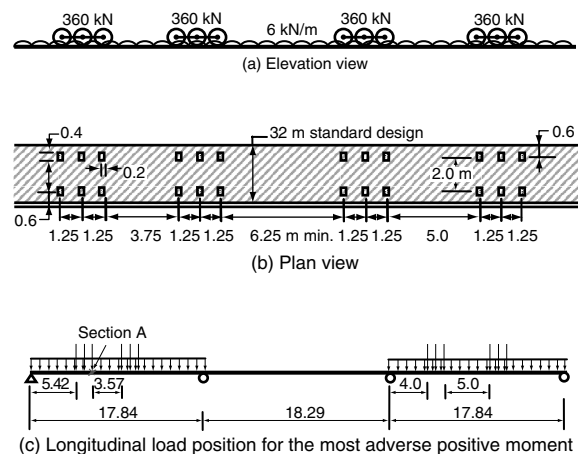 360 kN 360 kN 360 kN 360 kN
6 kN/m
(a) Elevation view
0.4 32 m standard design 0.6
0.2 2.0 m
0.6
1.25 1.25 3.75 1.25 1.25 6.25 m min. 1.25 1.25 5.0 1.25 1.25
(b) Plan view
Section A
5.42 3.57 4.0 5.0
17.84 18.29 17.84
(c) Longitudinal load position for the most adverse positive moment